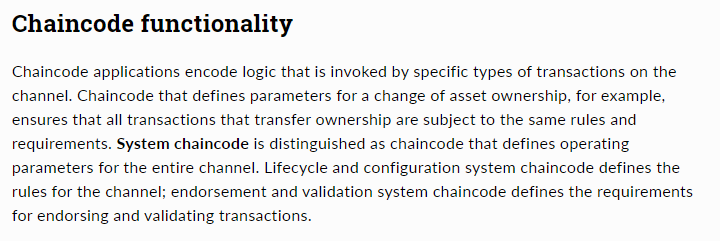 Chaincode functionality
Chaincode applications encode logic that is invoked by specific types of transactions on the
channel. Chaincode that defines parameters for a change of asset ownership, for example,
ensures that all transactions that transfer ownership are subject to the same rules and
requirements. System chaincode is distinguished as chaincode that defines operating
parameters for the entire channel. Lifecycle and configuration system chaincode defines the
rules for the channel; endorsement and validation system chaincode defines the requirements
for endorsing and validating transactions.